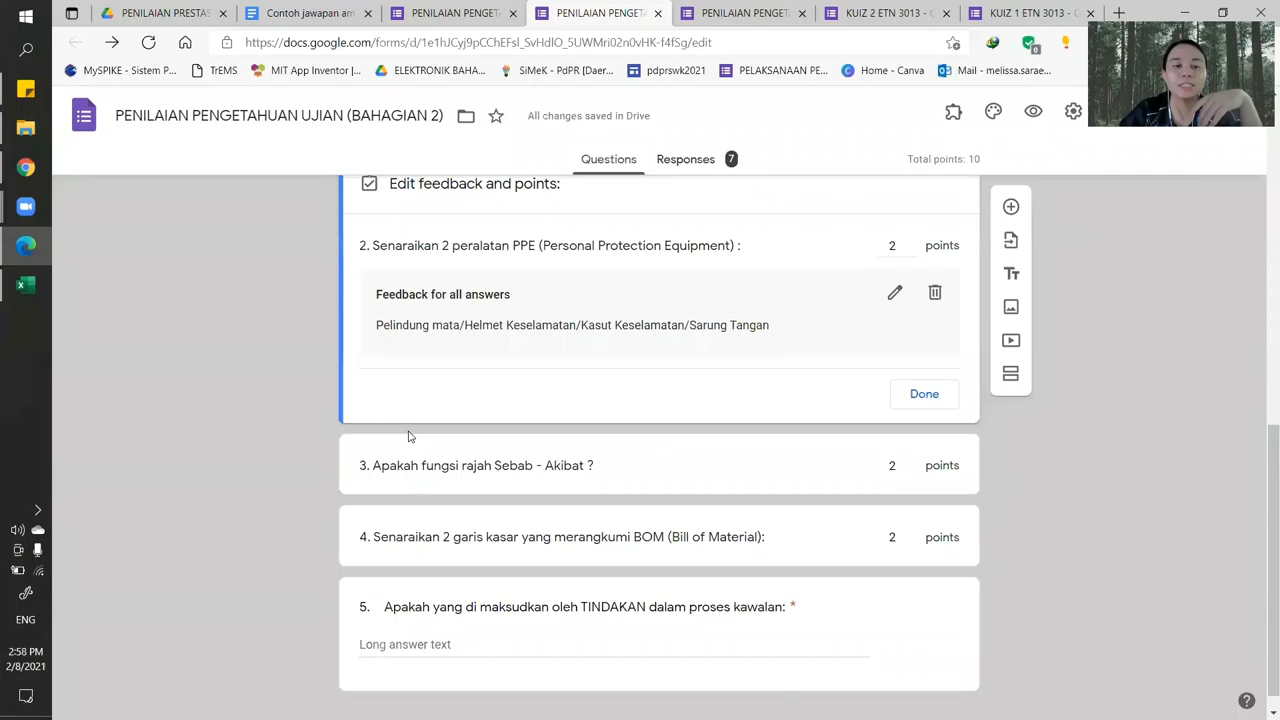 PENILAIAN PRESTAS
Contoh jawapan am
PENILAIAN PENGETA
PENILAIAN PENGETA
PENILAIAN PENGETA
KUIZ 2 ETN 3013 - G
KUIZ 1 ETN 3013 - G
https://docs.google.com/forms/d/1e1hJCyj9pCChEFsl_SvHdIO_5UWMri02n0vHK-f4fSg/edit
MySPIKE - Sistem P...
TrEMS
MIT App Inventor |...
ELEKTRONIK BAHA...
SiMeK - PdPR [Daer...
pdprswk2021
PELAKSANAAN PE...
Home - Canva
Mail - melissa.sarae...
PENILAIAN PENGETAHUAN UJIAN (BAHAGIAN 2)
All changes saved in Drive
Questions
Responses 7
Total points: 10
Edit feedback and points:
2. Senaraikan 2 peralatan PPE (Personal Protection Equipment) : 2 points
Feedback for all answers
Pelindung mata/Helmet Keselamatan/Kasut Keselamatan/Sarung Tangan
Done
3. Apakah fungsi rajah Sebab - Akibat ? 2 points
4. Senaraikan 2 garis kasar yang merangkumi BOM (Bill of Material): 2 points
5. Apakah yang di maksudkan oleh TINDAKAN dalam proses kawalan: *
Long answer text
ENG
2:58 PM
2/8/2021